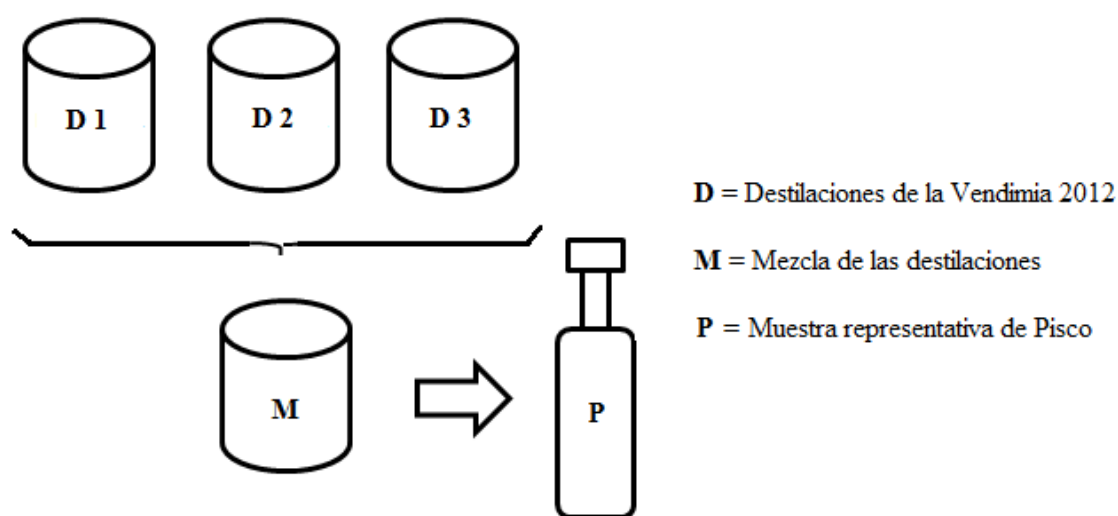 D 1
D 2
D 3
D = Destilaciones de la Vendimia 2012
M = Mezcla de las destilaciones
P = Muestra representativa de Pisco
M
P